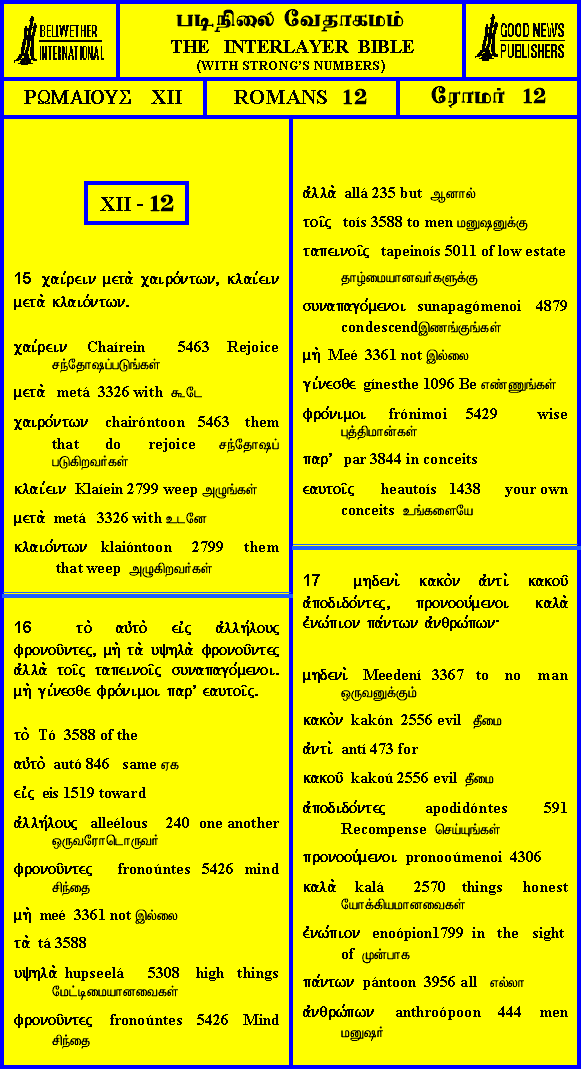 BELLWETHER
INTERNATIONAL
படிநிலை வேதாகமம்
THE INTERLAYER BIBLE
(WITH STRONG'S NUMBERS)
GOOD NEWS
PUBLISHERS
ΡΩΜΑΙΟΥΣ XII
ROMANS 12
ரோமர் 12
XII - 12
15 χαίρειν μετὰ χαιρόντων, κλαίειν
μετὰ κλαιόντων.
χαίρειν Chaírein 5463 Rejoice
சந்தோஷப்படுங்கள்
μετὰ metá 3326 with கூடே
χαιρόντων chairóntoon 5463 them
that do rejoice சந்தோஷப்
படுகிறவர்கள்
κλαίειν Klaíein 2799 weep அழுங்கள்
μετὰ metá 3326 with உடனே
κλαιόντων klaióntoon 2799 them
that weep அழுகிறவர்கள்
16 τὸ αὐτὸ εἰς ἀλλήλους
φρονοῦντες, μὴ τὰ υψηλὰ φρονοῦντες
ἀλλὰ τοῖς ταπεινοῖς συναπαγόμενοι.
μὴ γίνεσθε φρόνιμοι παρ' εαυτοῖς.
τὸ Tó 3588 of the
αὐτὸ autó 846 same ஏக
εἰς eis 1519 toward
ἀλλήλους alleélous 240 one another
ஒருவரோடொருவர்
φρονοῦντες fronoúntes 5426 mind
சிந்தை
μὴ meé 3361 not இல்லை
τὰ tá 3588
υψηλὰ hupseelá 5308 high things
மேட்டிமையானவைகள்
φρονοῦντες fronoúntes 5426 Mind
சிந்தை
ἀλλὰ allá 235 but ஆனால்
τοῖς toís 3588 to men மனுஷனுக்கு
ταπεινοῖς tapeinoís 5011 of low estate
தாழ்மையானவர்களுக்கு
συναπαγόμενοι sunapagómenoi 4879
condescendஇணங்குங்கள்
μὴ Meé 3361 not இல்லை
γίνεσθε gínesthe 1096 Be எண்ணுங்கள்
φρόνιμοι frónimoi 5429 wise
புத்திமான்கள்
παρ' par 3844 in conceits
εαυτοῖς heautoís 1438 your own
conceits உங்களையே
17 μηδενὶ κακὸν ἀντὶ κακοῦ
ἀποδιδόντες, προνοούμενοι καλὰ
ἐνώπιον πάντων ἀνθρώπων·
μηδενὶ Meedení 3367 to no man
ஒருவனுக்கும்
κακὸν kakón 2556 evil தீமை
ἀντὶ antí 473 for
κακοῦ kakoú 2556 evil தீமை
ἀποδιδόντες apodidóntes 591
Recompense செய்யுங்கள்
προνοούμενοι pronooúmenoi 4306
καλὰ kalá 2570 things honest
யோக்கியமானவைகள்
ἐνώπιον enoópion1799 in the sight
of முன்பாக
πάντων pántoon 3956 all எல்லா
ἀνθρώπων anthroópoon 444 men
மனுஷர்